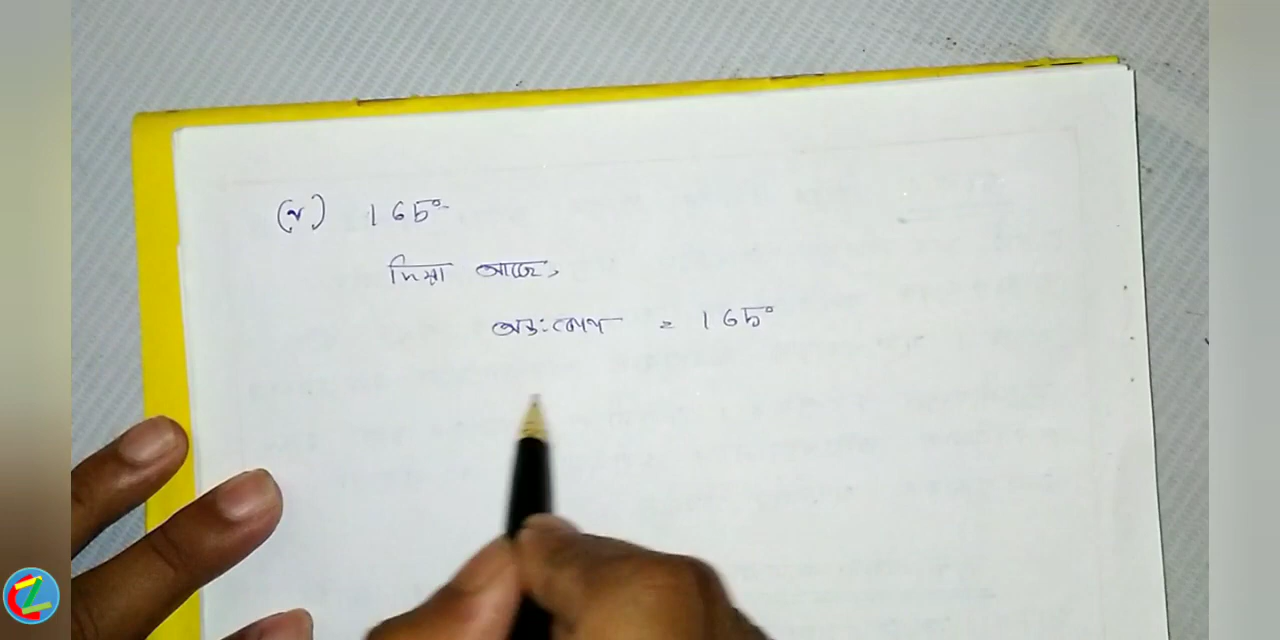 (খ) 165°
দিয়া আছে,
অন্তঃকোণ = 165°